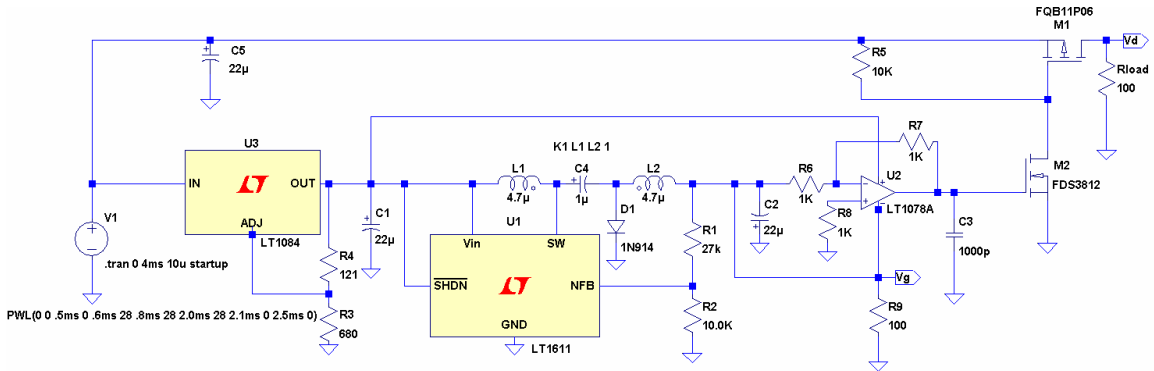 FQB11P06
M1
Vd
C5
22µ
R5
10K
Rload
100
U3
IN
OUT
ADJ
LT1084
K1 L1 L2 1
L1
4.7µ
C4
1µ
L2
4.7µ
R7
1K
R6
1K
U2
LT1078A
R8
1K
M2
FDS3812
V1
.tran 0 4ms 10u startup
C1
22µ
U1
Vin
SW
SHDN
NFB
GND
LT1611
D1
1N914
R1
27k
C2
22µ
C3
1000p
R4
121
Vg
PWL(0 0 .5ms 0 .6ms 28 .8ms 28 2.0ms 28 2.1ms 0 2.5ms 0)
R3
680
R2
10.0K
R9
100